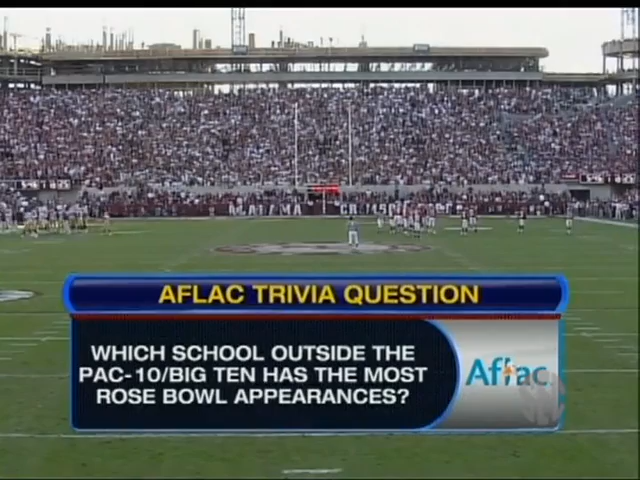 AFLAC TRIVIA QUESTION
WHICH SCHOOL OUTSIDE THE
PAC-10/BIG TEN HAS THE MOST
ROSE BOWL APPEARANCES?
Aflac